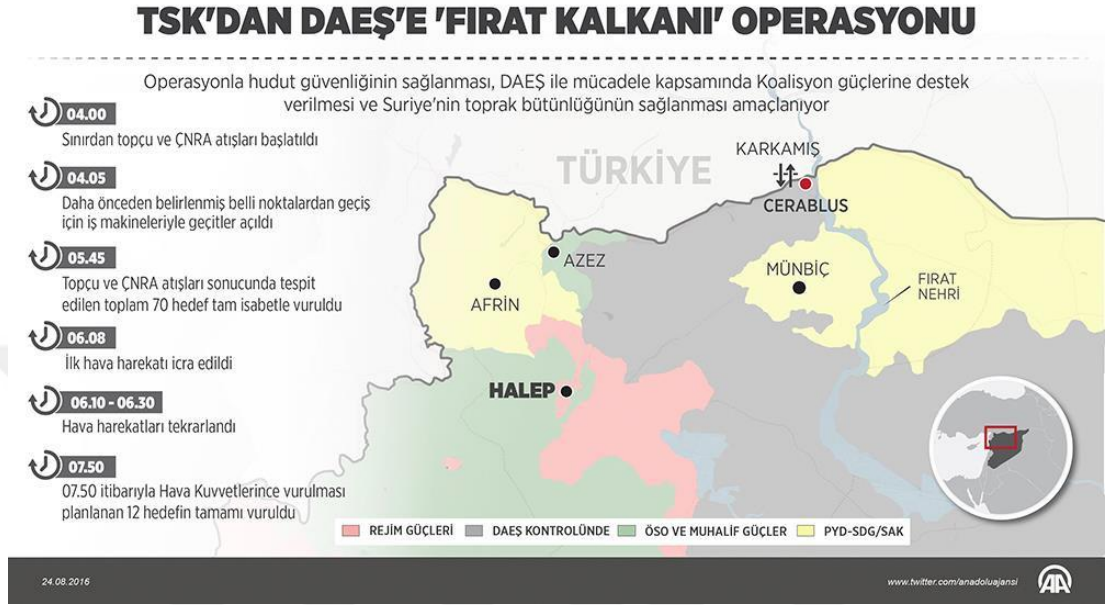 TSK'DAN DAEŞ'E 'FIRAT KALKANI' OPERASYONU
Operasyonla hudut güvenliğinin sağlanması, DAEŞ ile mücadele kapsamında Koalisyon güçlerine destek
verilmesi ve Suriye'nin toprak bütünlüğünün sağlanması amaçlanıyor
04.00
Sınırdan topçu ve ÇNRA atışları başlatıldı
04.05
Daha önceden belirlenmiş belli noktalardan geçiş
için iş makineleriyle geçitler açıldı
05.45
Topçu ve ÇNRA atışları sonucunda tespit
edilen toplam 70 hedef tam isabetle vuruldu
06.08
İlk hava harekatı icra edildi
06.10 - 06.30
Hava harekatları tekrarlandı
07.50
07.50 itibarıyla Hava Kuvvetlerince vurulması
planlanan 12 hedefin tamamı vuruldu
TÜRKİYE
KARKAMIŞ
CERABLUS
AZEZ
AFRİN
MÜNBİÇ
FIRAT
NEHRİ
HALEP
REJİM GÜÇLERİ
DAEŞ KONTROLÜNDE
ÖSO VE MUHALİF GÜÇLER
PYD-SDG/SAK
24.08.2016
www.twitter.com/anadoluajansi
AA